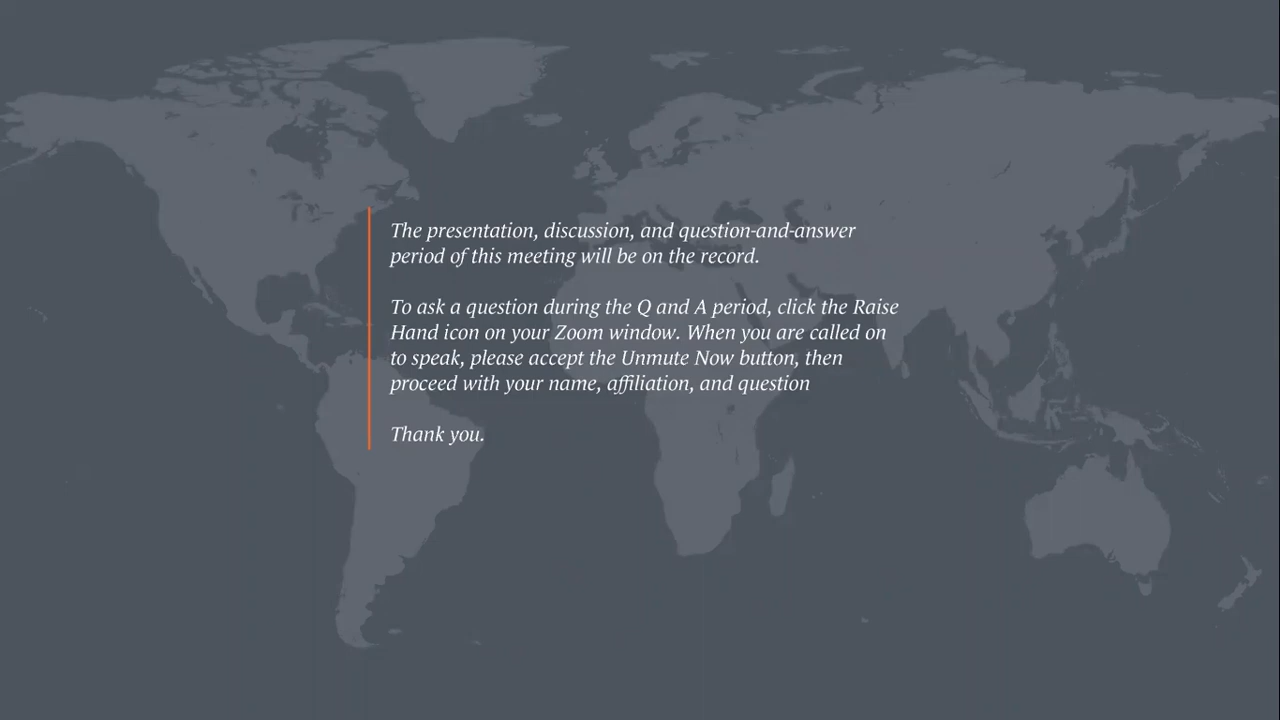 The presentation, discussion, and question-and-answer
period of this meeting will be on the record.
To ask a question during the Q and A period, click the Raise
Hand icon on your Zoom window. When you are called on
to speak, please accept the Unmute Now button, then
proceed with your name, affiliation, and question
Thank you.